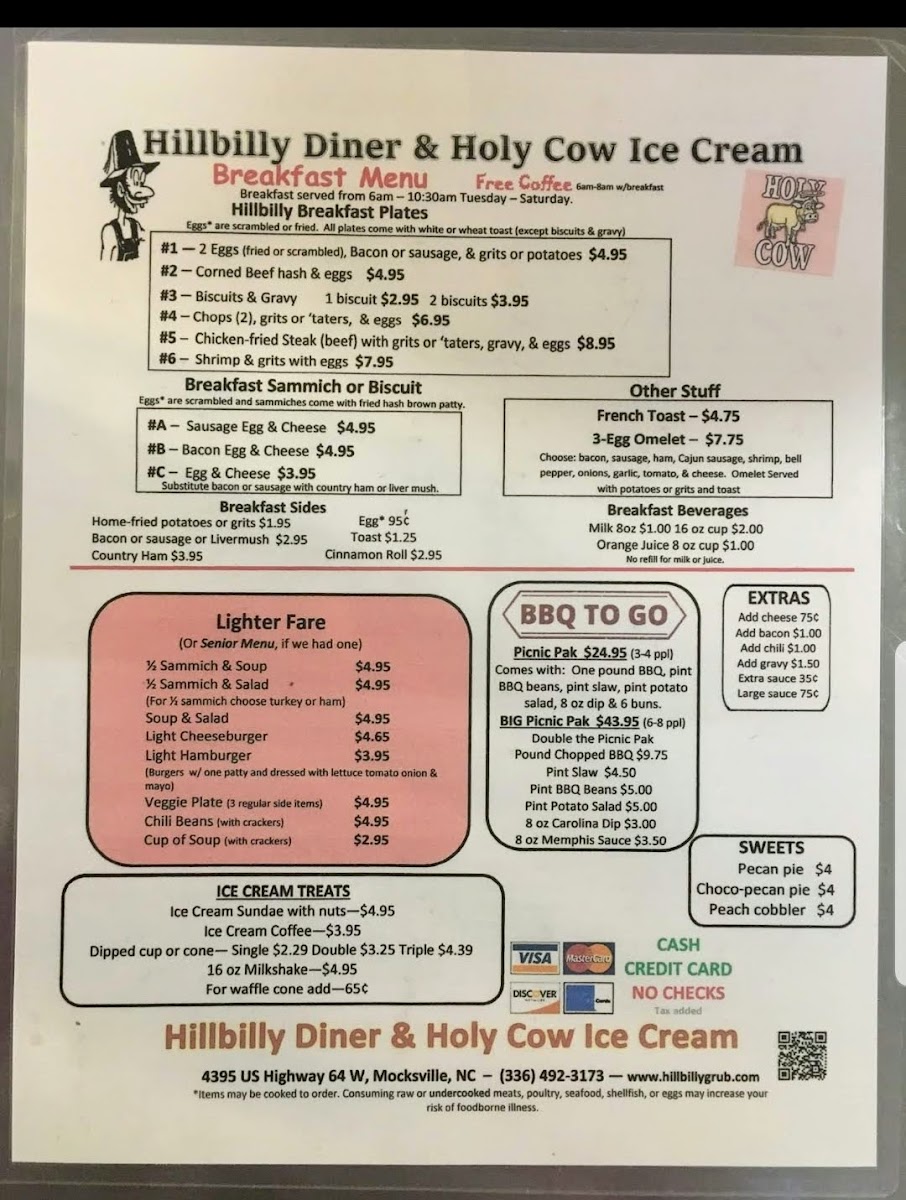 Hillbilly Diner & Holy Cow Ice Cream
Breakfast Menu Free Coffee 6am-8am w/breakfast
Breakfast served from 6am – 10:30am Tuesday – Saturday.
HOLY
COW
Hillbilly Breakfast Plates
Eggs* are scrambled or fried. All plates come with white or wheat toast (except biscuits & gravy)
#1 — 2 Eggs (fried or scrambled), Bacon or sausage, & grits or potatoes $4.95
#2 – Corned Beef hash & eggs $4.95
#3 – Biscuits & Gravy 1 biscuit $2.95 2 biscuits $3.95
#4 – Chops (2), grits or 'taters, & eggs $6.95
#5 – Chicken-fried Steak (beef) with grits or 'taters, gravy, & eggs $8.95
#6 – Shrimp & grits with eggs $7.95
Breakfast Sammich or Biscuit
Eggs* are scrambled and sammiches come with fried hash brown patty.
#A – Sausage Egg & Cheese $4.95
#B – Bacon Egg & Cheese $4.95
#C – Egg & Cheese $3.95
Substitute bacon or sausage with country ham or liver mush.
Other Stuff
French Toast – $4.75
3-Egg Omelet – $7.75
Choose: bacon, sausage, ham, Cajun sausage, shrimp, bell
pepper, onions, garlic, tomato, & cheese. Omelet Served
with potatoes or grits and toast
Breakfast Sides
Home-fried potatoes or grits $1.95
Bacon or sausage or Livermush $2.95
Country Ham $3.95
Egg* 95¢
Toast $1.25
Cinnamon Roll $2.95
Breakfast Beverages
Milk 8oz $1.00 16 oz cup $2.00
Orange Juice 8 oz cup $1.00
No refill for milk or juice.
Lighter Fare
(Or Senior Menu, if we had one)
½ Sammich & Soup $4.95
½ Sammich & Salad $4.95
(For ½ sammich choose turkey or ham)
Soup & Salad $4.95
Light Cheeseburger $4.65
Light Hamburger $3.95
(Burgers w/ one patty and dressed with lettuce tomato onion &
mayo)
Veggie Plate (3 regular side items) $4.95
Chili Beans (with crackers) $4.95
Cup of Soup (with crackers) $2.95
BBQ TO GO
Picnic Pak $24.95 (3-4 ppl)
Comes with: One pound BBQ, pint
BBQ beans, pint slaw, pint potato
salad, 8 oz dip & 6 buns.
BIG Picnic Pak $43.95 (6-8 ppl)
Double the Picnic Pak
Pound Chopped BBQ $9.75
Pint Slaw $4.50
Pint BBQ Beans $5.00
Pint Potato Salad $5.00
8 oz Carolina Dip $3.00
8 oz Memphis Sauce $3.50
EXTRAS
Add cheese 75¢
Add bacon $1.00
Add chili $1.00
Add gravy $1.50
Extra sauce 35¢
Large sauce 75¢
SWEETS
Pecan pie $4
Choco-pecan pie $4
Peach cobbler $4
ICE CREAM TREATS
Ice Cream Sundae with nuts—$4.95
Ice Cream Coffee—$3.95
Dipped cup or cone— Single $2.29 Double $3.25 Triple $4.39
16 oz Milkshake—$4.95
For waffle cone add—65¢
VISA MasterCard
DISCOVER
CASH
CREDIT CARD
NO CHECKS
Tax added
Hillbilly Diner & Holy Cow Ice Cream
4395 US Highway 64 W, Mocksville, NC – (336) 492-3173 — www.hillbillygrub.com
*Items may be cooked to order. Consuming raw or undercooked meats, poultry, seafood, shellfish, or eggs may increase your
risk of foodborne illness.